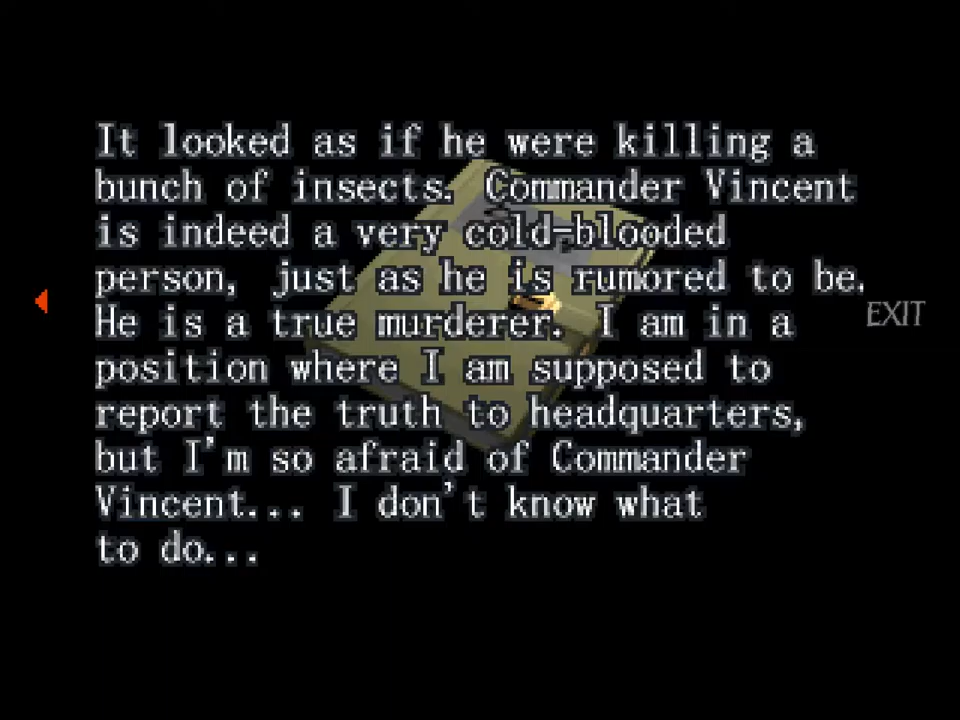 It looked as if he were killing a
bunch of insects. Commander Vincent
is indeed a very cold-blooded
person, just as he is rumored to be.
He is a true murderer. I am in a
position where I am supposed to
report the truth to headquarters,
but I'm so afraid of Commander
Vincent... I don't know what
to do...
EXIT